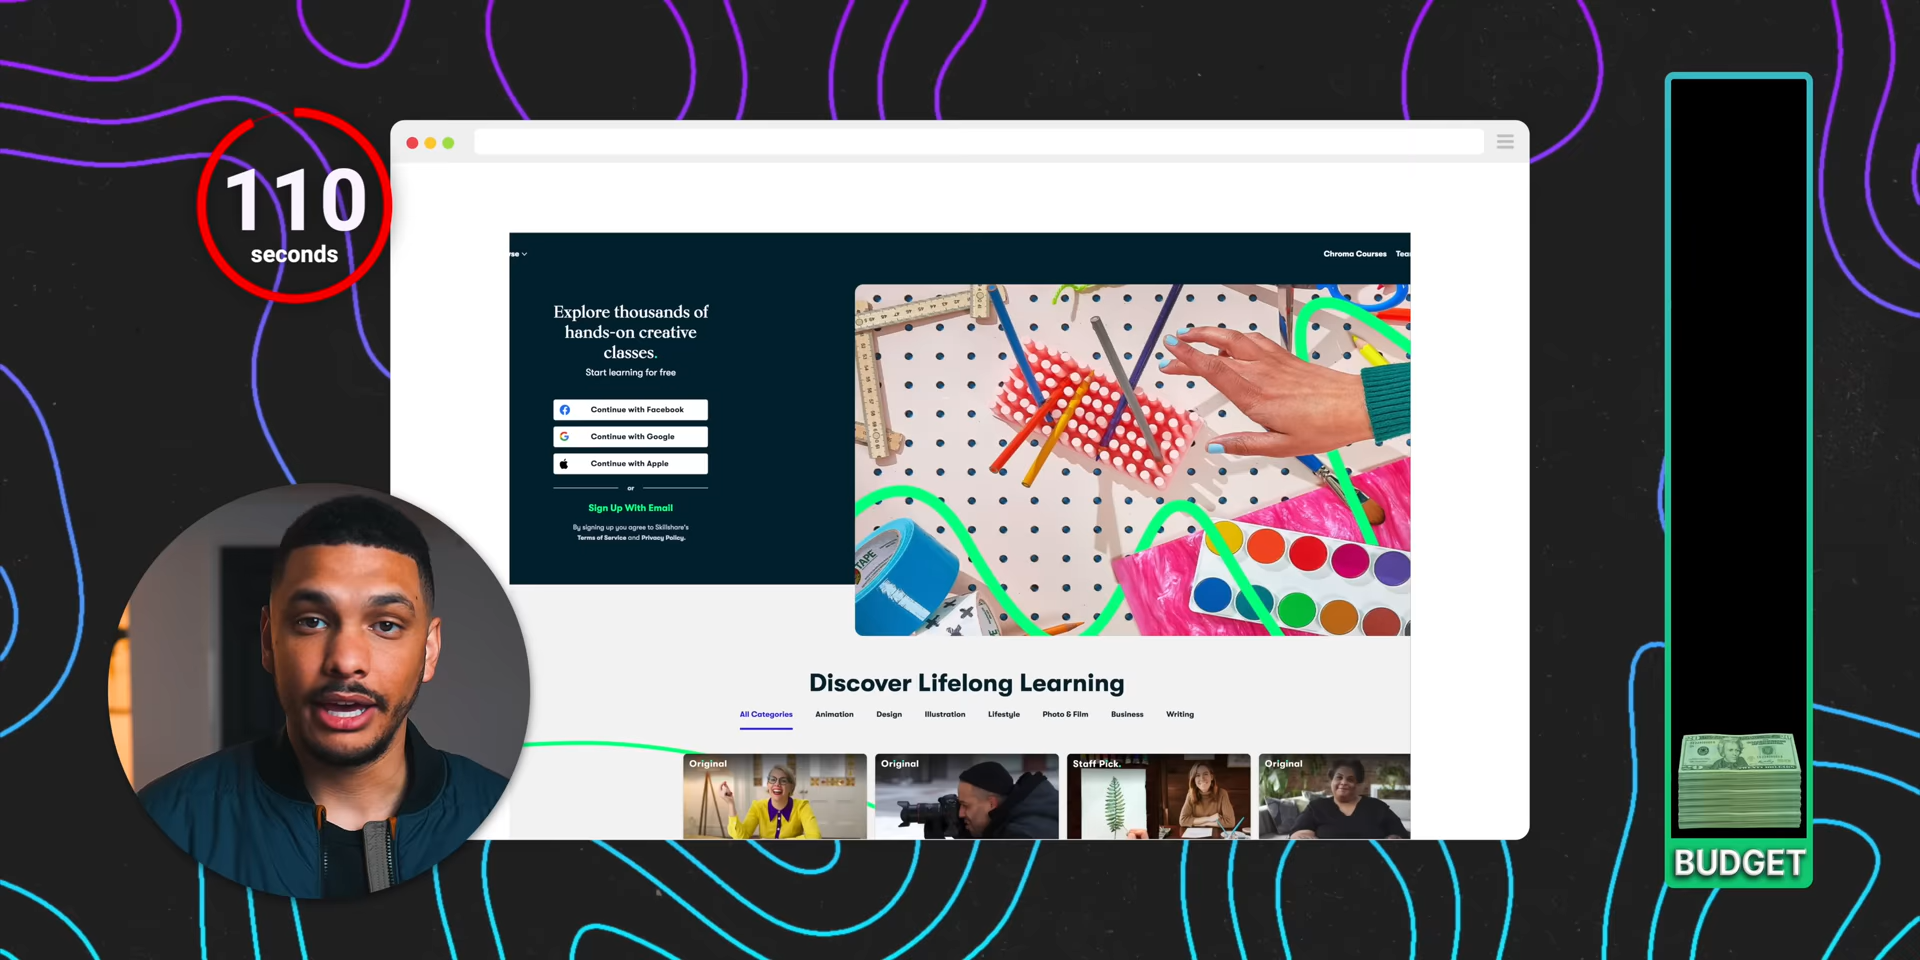 110
seconds
Chroma Courses
Explore thousands of
hands-on creative
classes.
Start learning for free
Continue with Facebook
Continue with Google
Continue with Apple
or
Sign Up With Email
By signing up you agree to Skillshare's
Terms of Service and Privacy Policy.
TAPE
Discover Lifelong Learning
All Categories Animation Design Illustration Lifestyle Photo & Film Business Writing
Original Original Staff Pick. Original
BUDGET